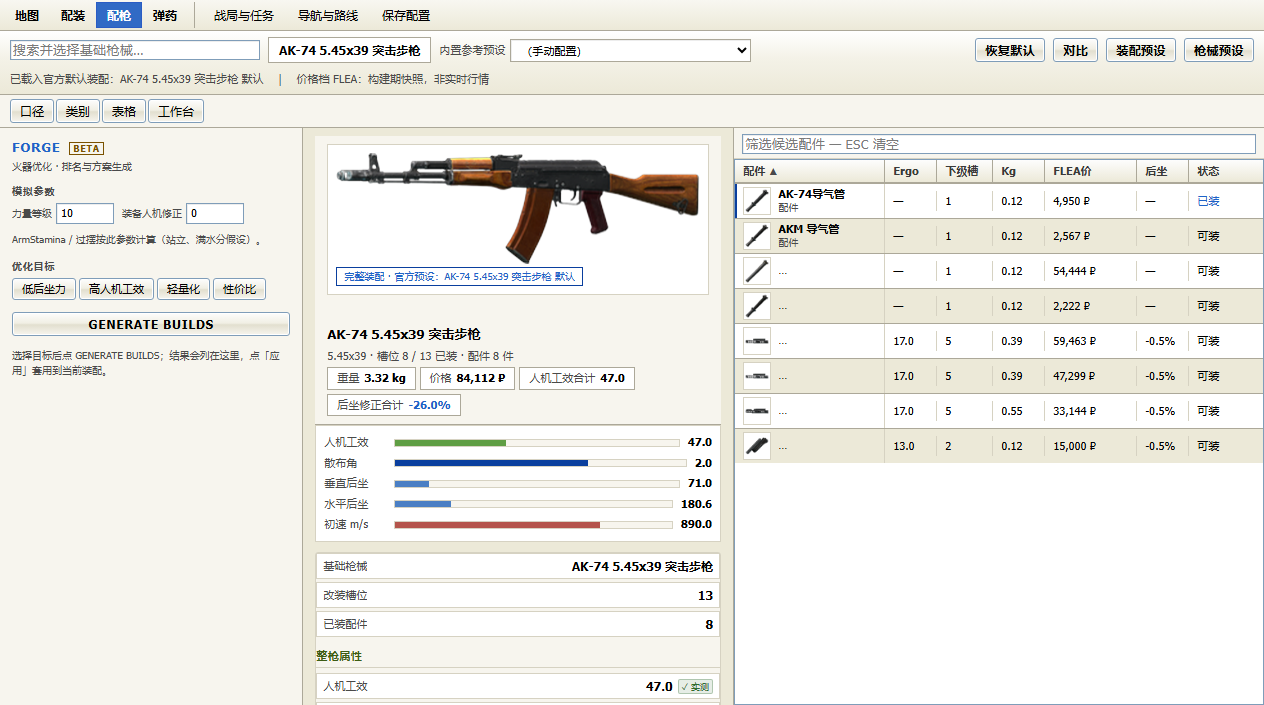 地图 配装 配枪 弹药 战局与任务 导航与路线 保存配置
搜索并选择基础枪械... AK-74 5.45x39 突击步枪 内置参考预设 (手动配置) 恢复默认 对比 装配预设 枪械预设
已载入官方默认装配：AK-74 5.45x39 突击步枪 默认 | 价格档 FLEA：构建期快照，非实时行情
口径 类别 表格 工作台
FORGE BETA
火器优化 · 排名与方案生成
模拟参数
力量等级 10 装备人机修正 0
ArmStamina / 过摆按此参数计算（站立、满水分假设）。
优化目标
低后坐力 高人机工效 轻量化 性价比
GENERATE BUILDS
选择目标后点 GENERATE BUILDS；结果会列在这里，点「应
用」套用到当前装配。
完整装配 · 官方预设：AK-74 5.45x39 突击步枪 默认
AK-74 5.45x39 突击步枪
5.45x39 · 槽位 8 / 13 已装 · 配件 8 件
重量 3.32 kg 价格 84,112 ₽ 人机工效合计 47.0
后坐修正合计 -26.0%
人机工效 47.0
散布角 2.0
垂直后坐 71.0
水平后坐 180.6
初速 m/s 890.0
基础枪械 AK-74 5.45x39 突击步枪
改装槽位 13
已装配件 8
整枪属性
人机工效 47.0 ✓实测
筛选候选配件 — ESC 清空
配件 ▲ Ergo 下级槽 Kg FLEA价 后坐 状态
AK-74导气管 — 1 0.12 4,950 ₽ — 已装
配件
AKM 导气管 — 1 0.12 2,567 ₽ — 可装
配件
... — 1 0.12 54,444 ₽ — 可装
... — 1 0.12 2,222 ₽ — 可装
... 17.0 5 0.39 59,463 ₽ -0.5% 可装
... 17.0 5 0.39 47,299 ₽ -0.5% 可装
... 17.0 5 0.55 33,144 ₽ -0.5% 可装
... 13.0 2 0.12 15,000 ₽ -0.5% 可装